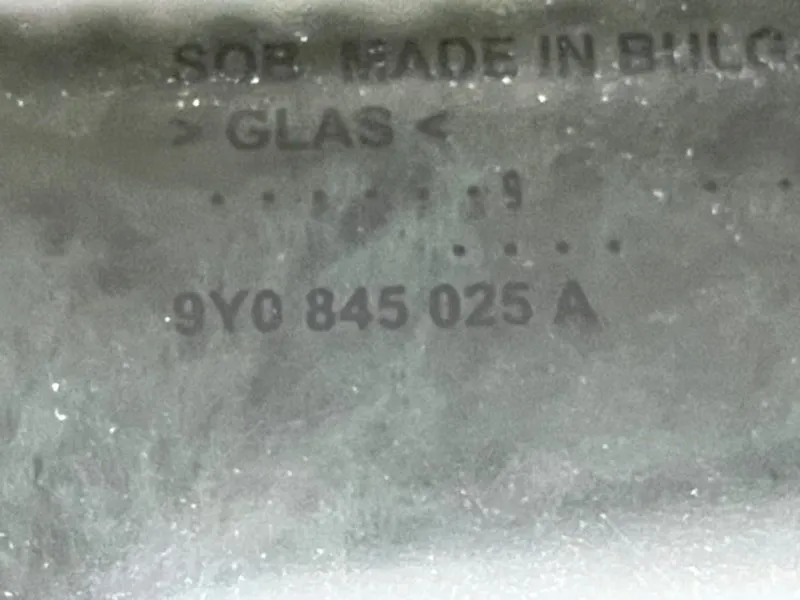 SOB MADE IN BULG
> GLAS <
. . . . . . 9 . .
. . . .
9Y0 845 025 A